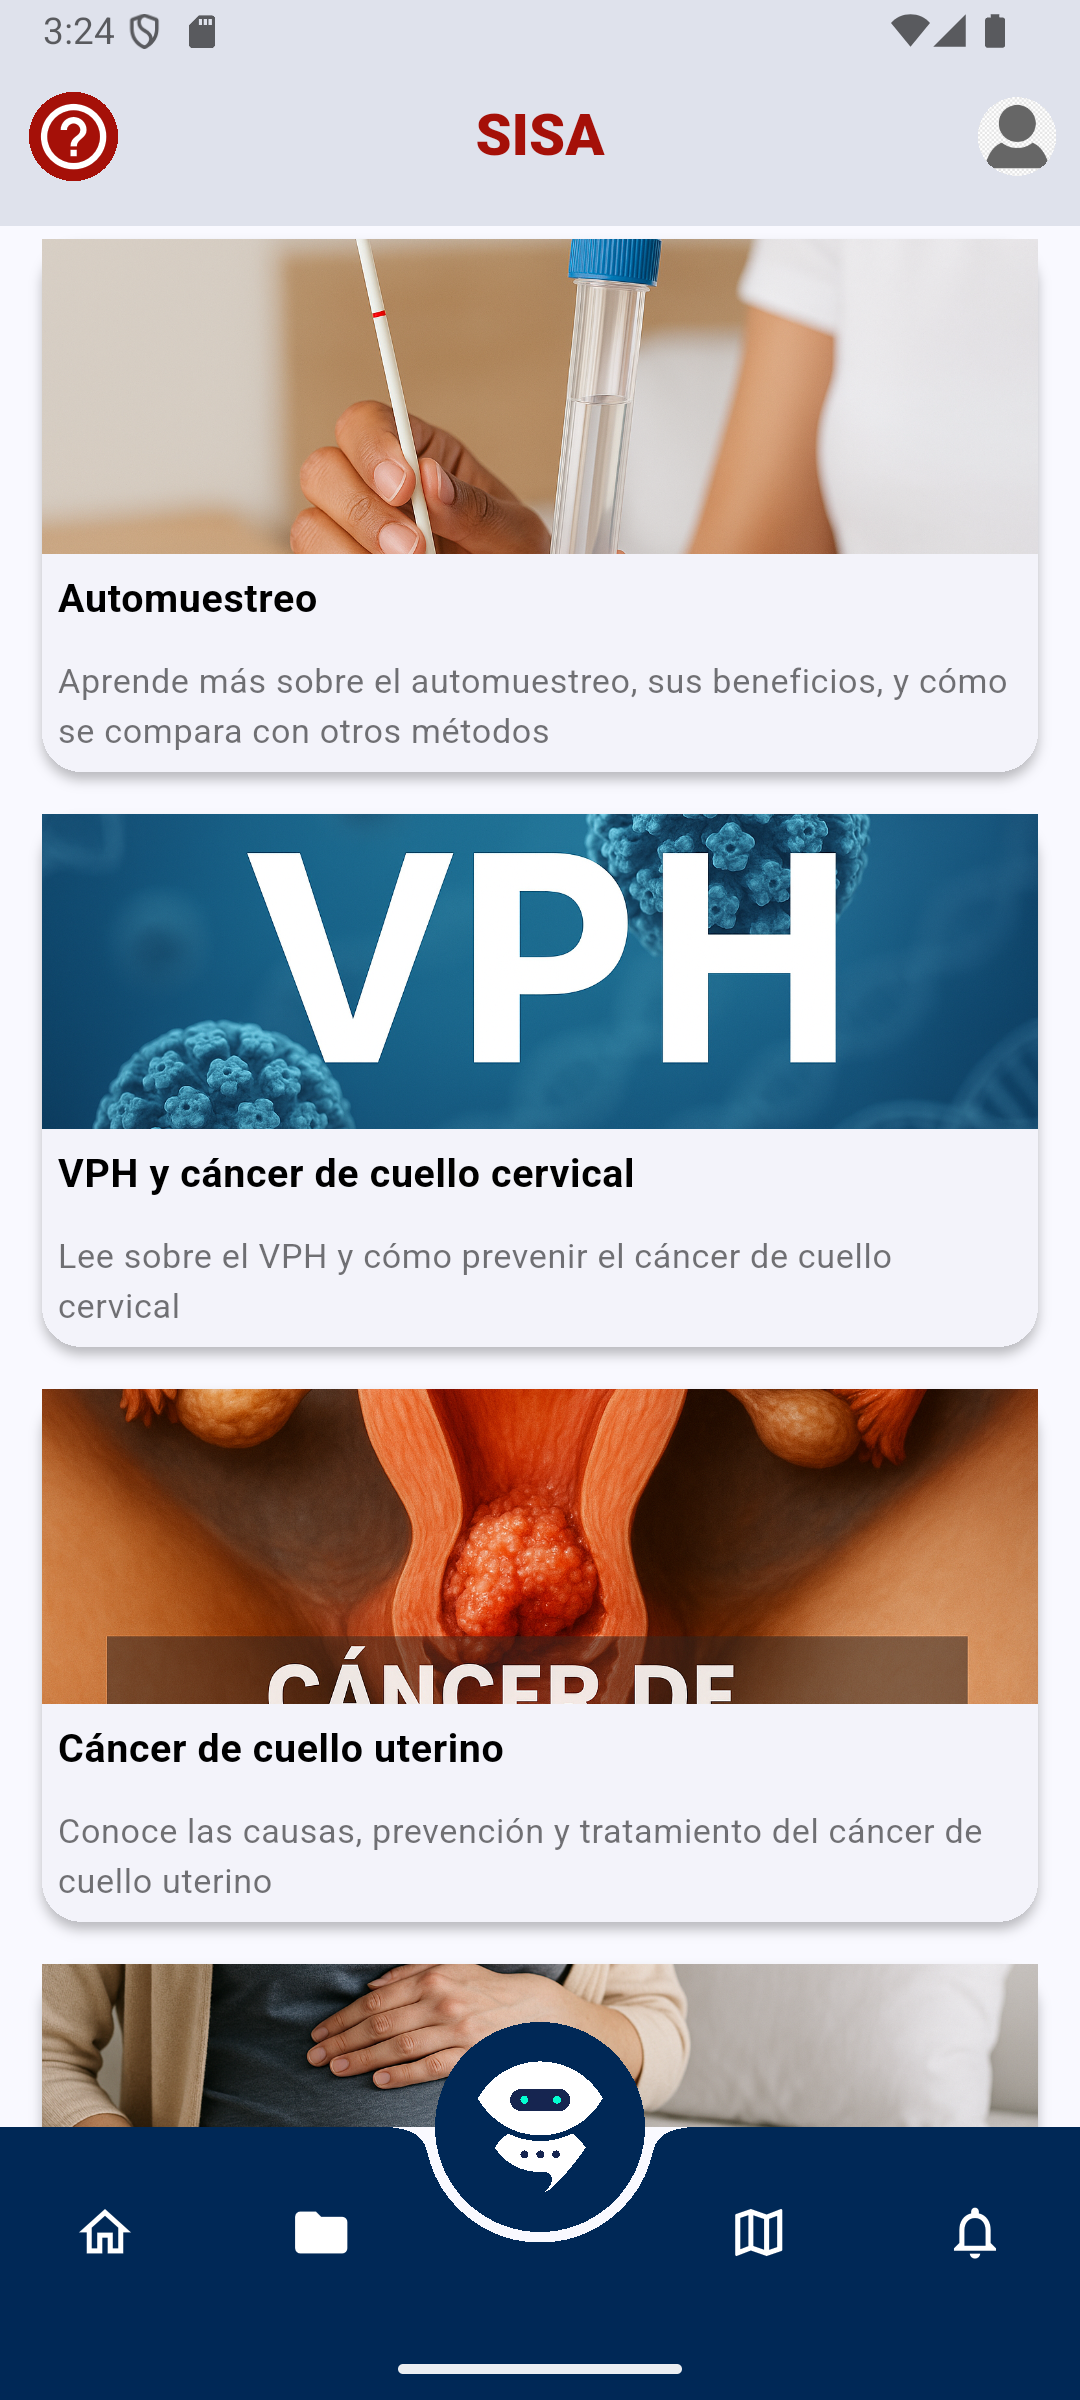 3:24
SISA
Automuestreo
Aprende más sobre el automuestreo, sus beneficios, y cómo
se compara con otros métodos
VPH
VPH y cáncer de cuello cervical
Lee sobre el VPH y cómo prevenir el cáncer de cuello
cervical
CÁNCER DE
Cáncer de cuello uterino
Conoce las causas, prevención y tratamiento del cáncer de
cuello uterino